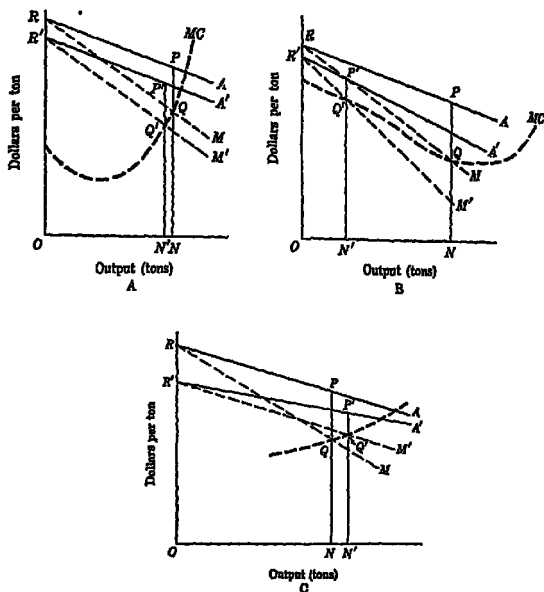 R
R'
MC
P
P'
A
A'
Q
Q'
M
M'
Dollars per ton
O
N' N
Output (tons)
A
R
R'
P'
P
A
MC
Q'
A'
Q
M
M'
Dollars per ton
O
N'
N
Output (tons)
B
R
R'
P
P'
A
A'
M'
Q
Q'
M
Dollars per ton
O
N N'
Output (tons)
C